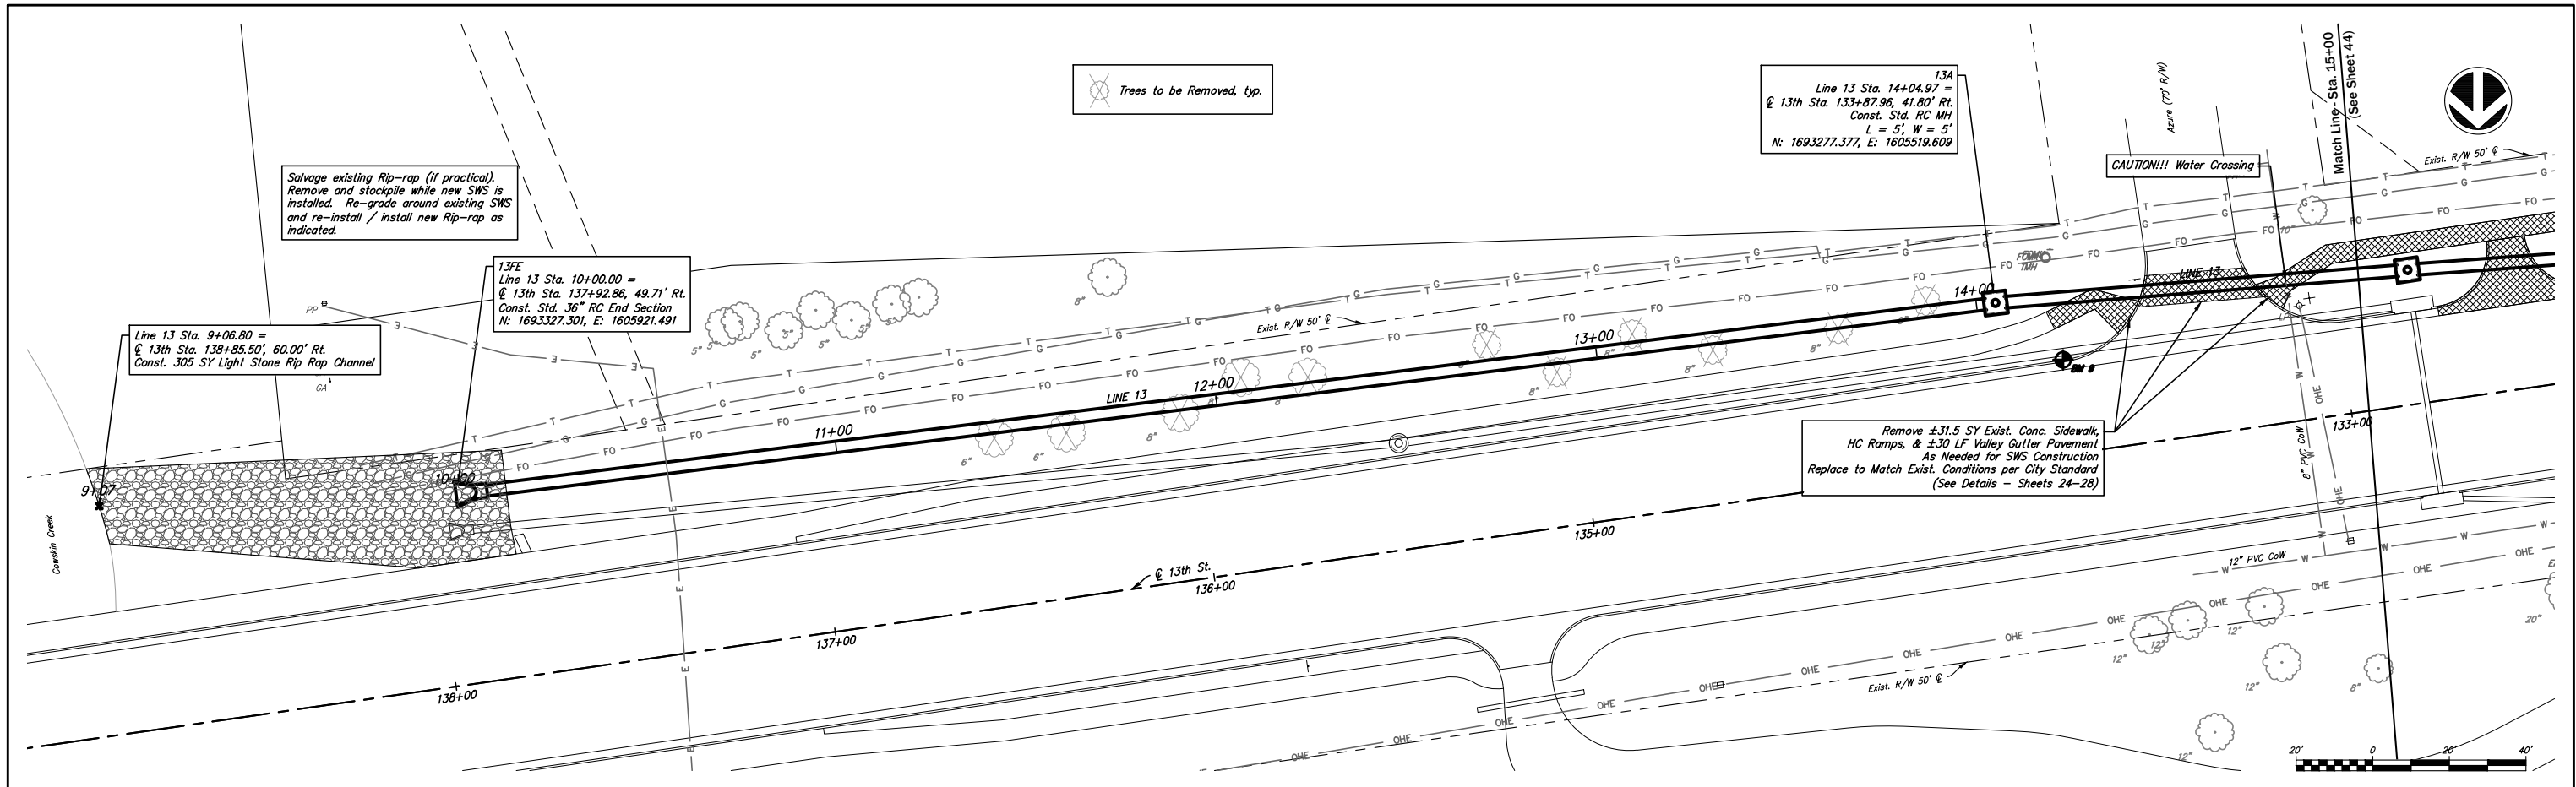 Trees to be Removed, typ.
Salvage existing Rip-rap (if practical).
Remove and stockpile while new SWS is
installed. Re-grade around existing SWS
and re-install / install new Rip-rap as
indicated.
13FE
Line 13 Sta. 10+00.00 =
℄ 13th Sta. 137+92.86, 49.71' Rt.
Const. Std. 36" RC End Section
N: 1693327.301, E: 1605921.491
Line 13 Sta. 9+06.80 =
℄ 13th Sta. 138+85.50', 60.00' Rt.
Const. 305 SY Light Stone Rip Rap Channel
13A
Line 13 Sta. 14+04.97 =
℄ 13th Sta. 133+87.96, 41.80' Rt.
Const. Std. RC MH
L = 5', W = 5'
N: 1693277.377, E: 1605519.609
Azure (70' R/W)
Match Line - Sta. 15+00
(See Sheet 44)
CAUTION!!! Water Crossing
Exist. R/W 50' ℄
PP
GA
Cowskin Creek
9+07
10+00
11+00
LINE 13
12+00
13+00
14+00
LINE 13
Exist. R/W 50' ℄
TMH
LP
BM 9
Remove ±31.5 SY Exist. Conc. Sidewalk,
HC Ramps, & ±30 LF Valley Gutter Pavement
As Needed for SWS Construction
Replace to Match Exist. Conditions per City Standard
(See Details - Sheets 24-28)
8" PVC CoW
12" PVC CoW
133+00
135+00
℄ 13th St.
136+00
137+00
138+00
Exist. R/W 50' ℄
20' 0 20' 40'